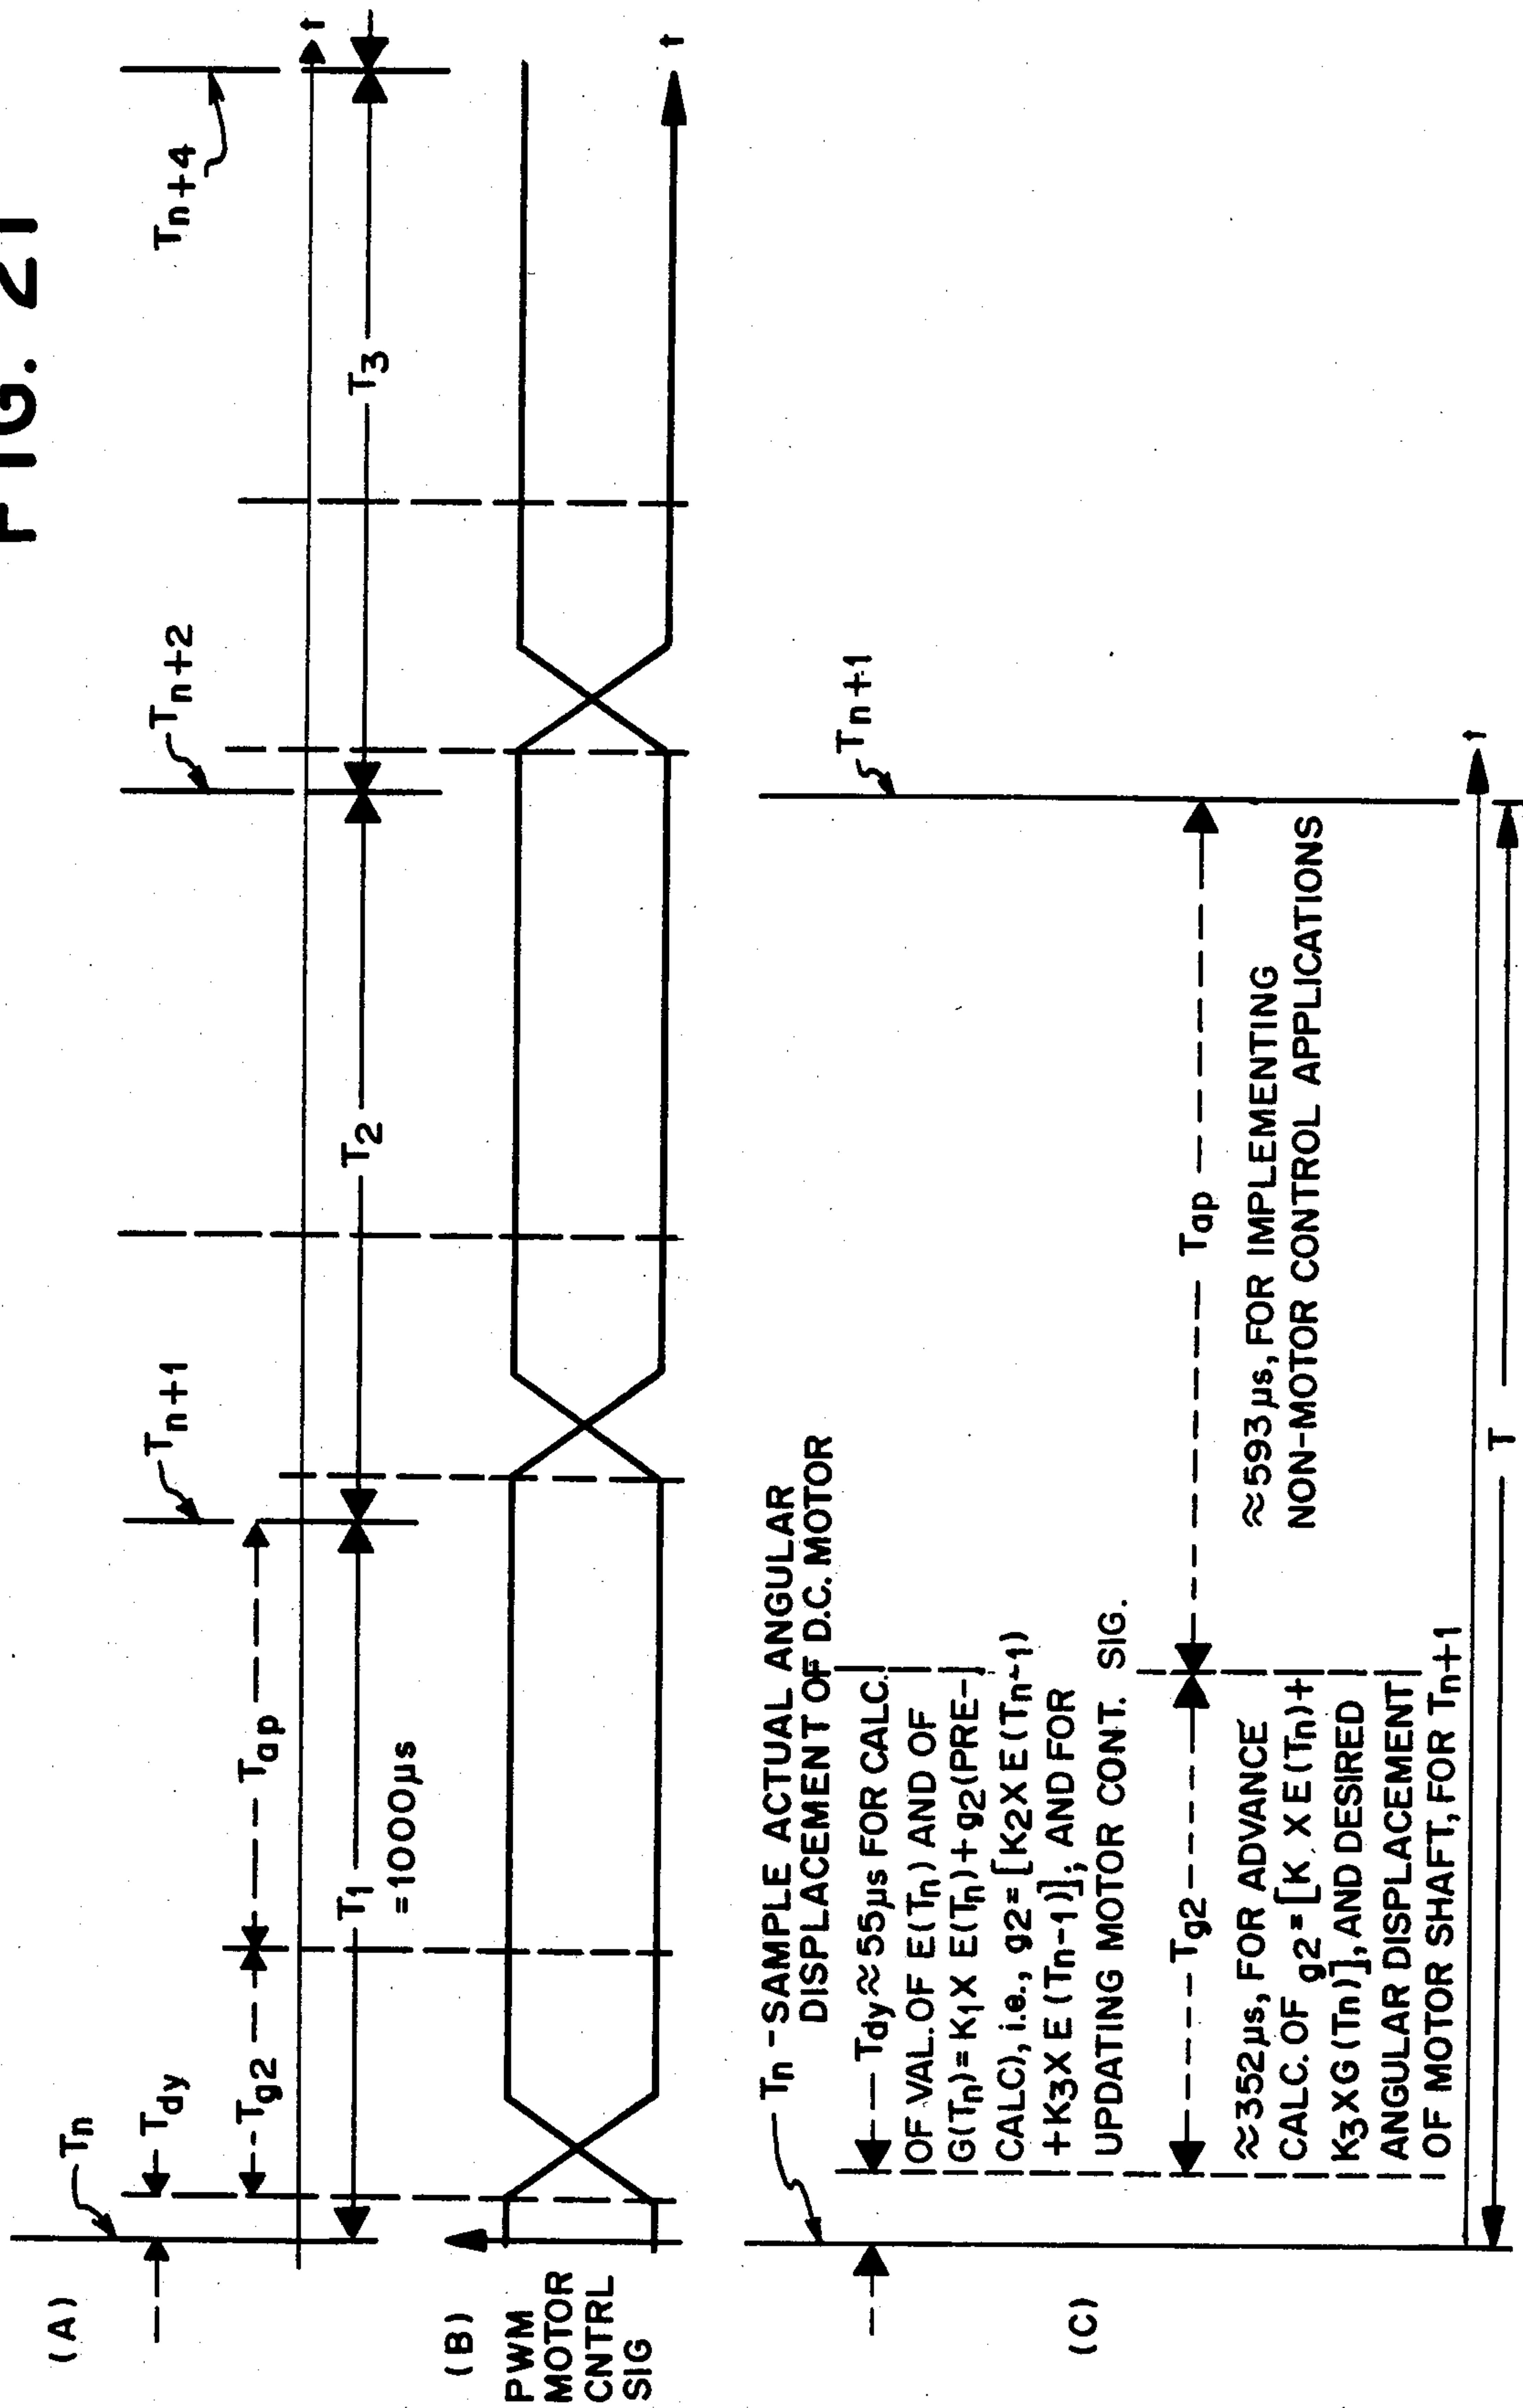 FIG. 21
(A)
Tn
Tdy
Tg2
Tap
T1
=1000µs
Tn+1
T2
Tn+2
T3
Tn+4
t
(B)
PWM
MOTOR
CNTRL
SIG
t
(C)
Tn-SAMPLE ACTUAL ANGULAR
DISPLACEMENT OF D.C. MOTOR
Tdy≈55µs FOR CALC.
OF VAL. OF E(Tn) AND OF
G(Tn)=K1X E(Tn)+g2(PRE-
CALC), i.e., g2=[K2X E(Tn-1)
+K3X E(Tn-1)], AND FOR
UPDATING MOTOR CONT. SIG.
Tg2
≈352µs, FOR ADVANCE
CALC. OF g2=[K X E(Tn)+
K3XG(Tn)], AND DESIRED
ANGULAR DISPLACEMENT
OF MOTOR SHAFT, FOR Tn+1
Tap
≈593µs, FOR IMPLEMENTING
NON-MOTOR CONTROL APPLICATIONS
Tn+1
t
T